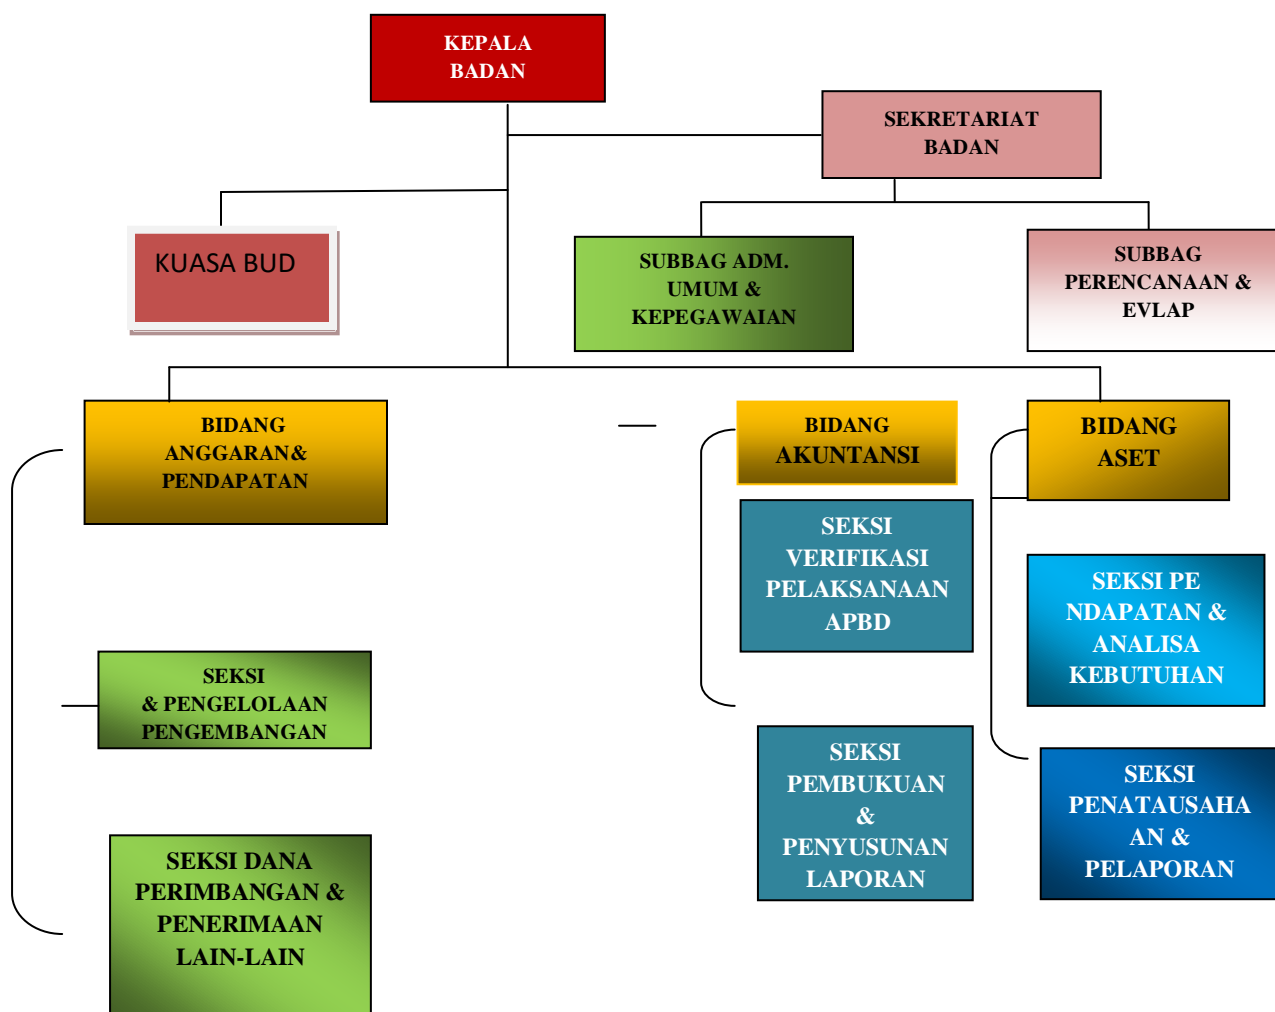 KEPALA
BADAN
SEKRETARIAT
BADAN
KUASA BUD
SUBBAG ADM.
UMUM &
KEPEGAWAIAN
SUBBAG
PERENCANAAN &
EVLAP
BIDANG
ANGGARAN&
PENDAPATAN
BIDANG
AKUNTANSI
BIDANG
ASET
SEKSI
VERIFIKASI
PELAKSANAAN
APBD
SEKSI PE
NDAPATAN &
ANALISA
KEBUTUHAN
SEKSI
& PENGELOLAAN
PENGEMBANGAN
SEKSI
PEMBUKUAN
&
PENYUSUNAN
LAPORAN
SEKSI
PENATAUSAHA
AN &
PELAPORAN
SEKSI DANA
PERIMBANGAN &
PENERIMAAN
LAIN-LAIN